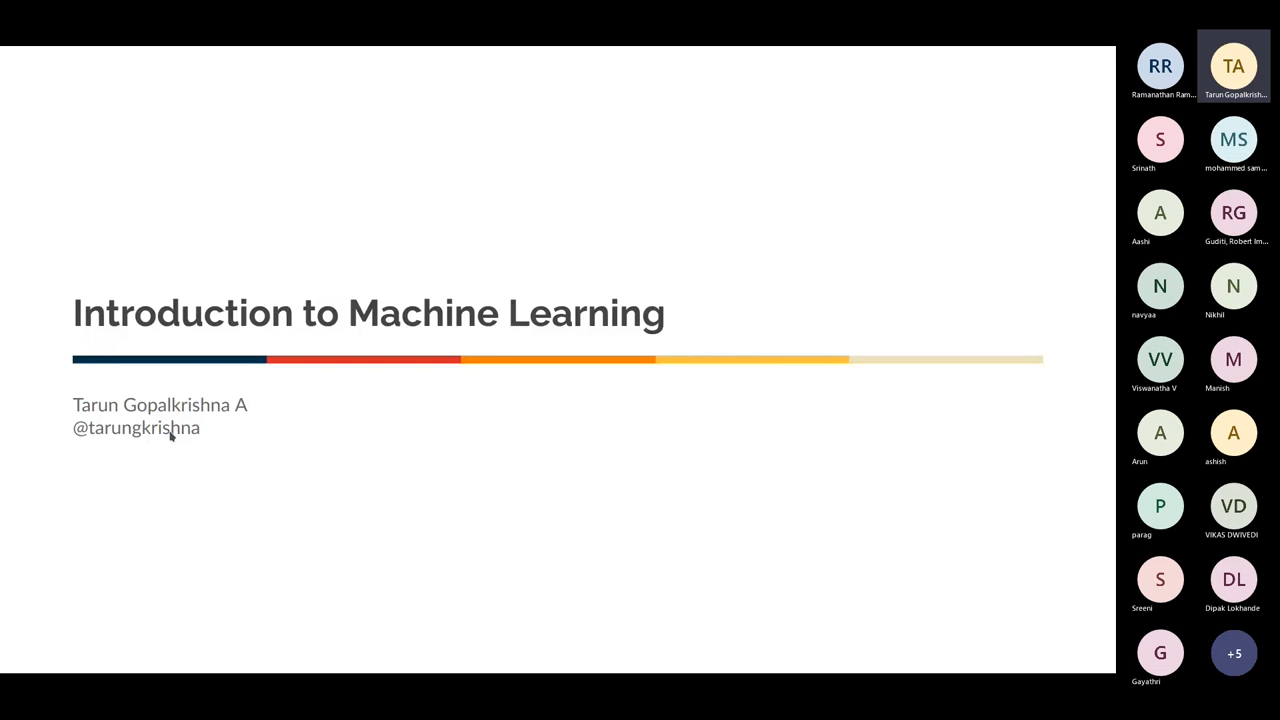 Introduction to Machine Learning
Tarun Gopalkrishna A
@tarungkrishna
RR
Ramanathan Ram...
TA
Tarun Gopalkrish...
S
Srinath
MS
mohammed sam...
A
Aashi
RG
Guditi, Robert Im...
N
navyaa
N
Nikhil
VV
Viswanatha V
M
Manish
A
Arun
A
ashish
P
parag
VD
VIKAS DWIVEDI
S
Sreeni
DL
Dipak Lokhande
G
Gayathri
+5